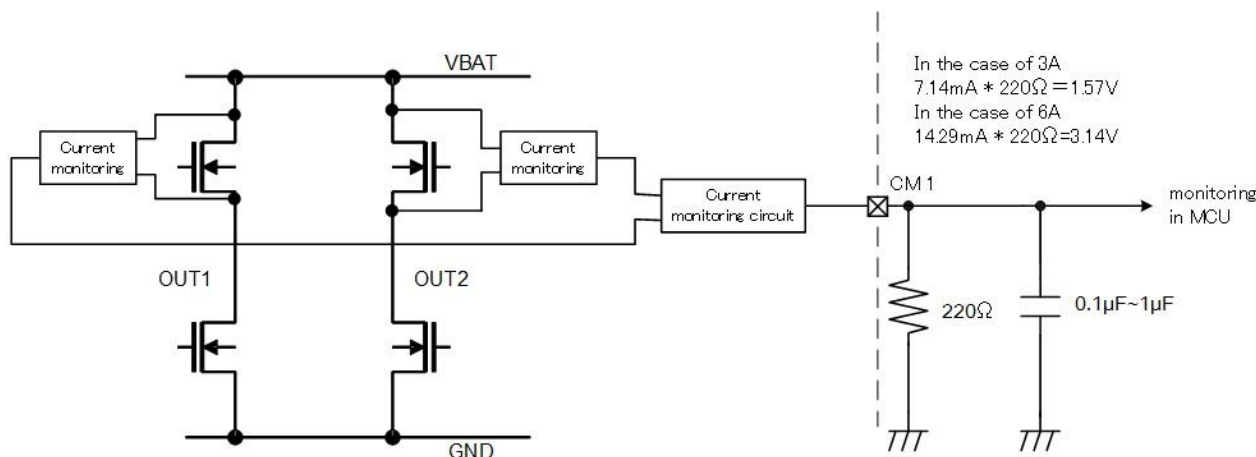 VBAT
In the case of 3A
7.14mA * 220Ω=1.57V
In the case of 6A
14.29mA * 220Ω=3.14V
Current
monitoring
Current
monitoring
Current
monitoring circuit
CM1
monitoring
in MCU
OUT1
OUT2
220Ω
0.1μF~1μF
GND